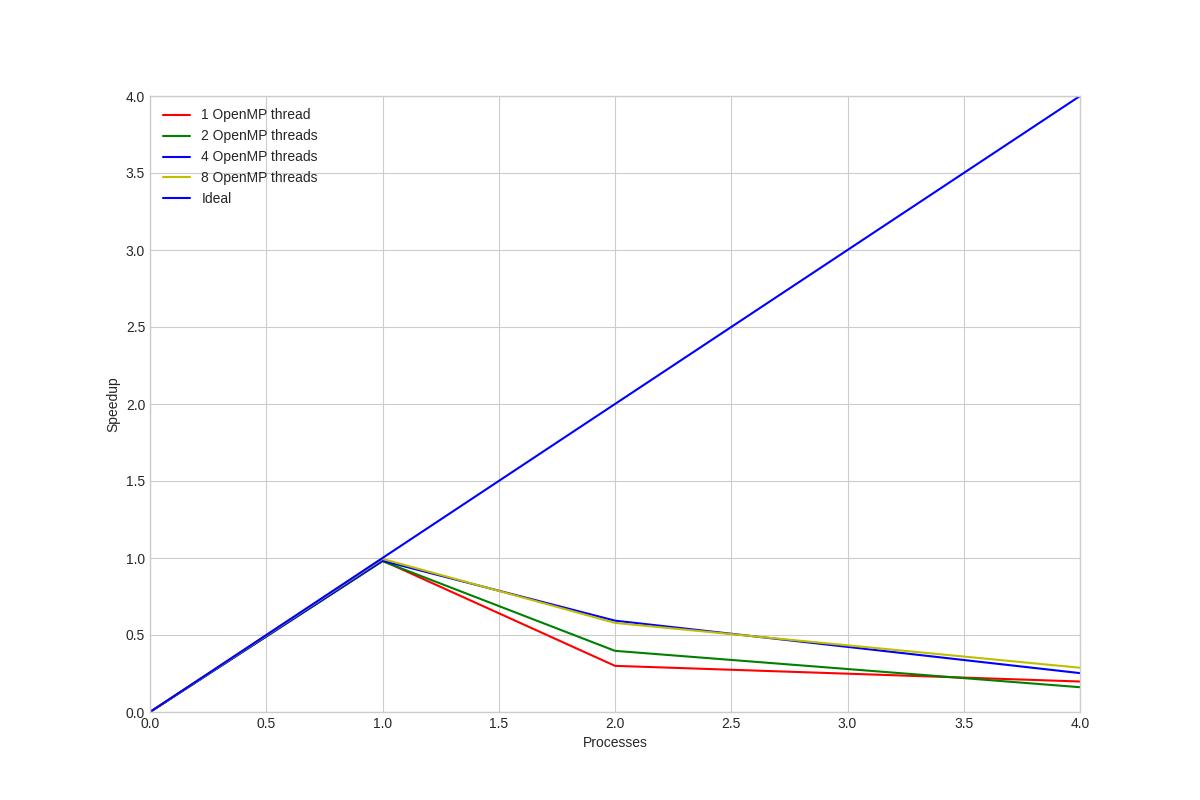 4.0
3.5
3.0
2.5
2.0
1.5
1.0
0.5
0.0
Speedup
1 OpenMP thread
2 OpenMP threads
4 OpenMP threads
8 OpenMP threads
Ideal
0.0 0.5 1.0 1.5 2.0 2.5 3.0 3.5 4.0
Processes